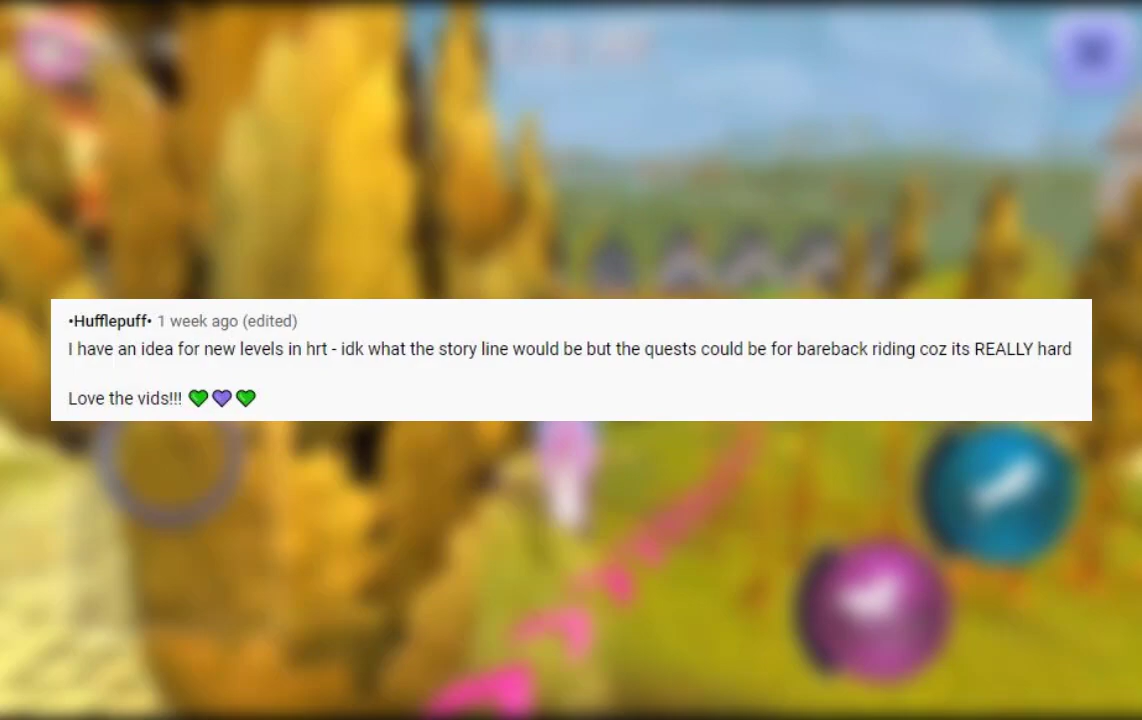 •Hufflepuff• 1 week ago (edited)
I have an idea for new levels in hrt - idk what the story line would be but the quests could be for bareback riding coz its REALLY hard
Love the vids!!! 💚💜💚